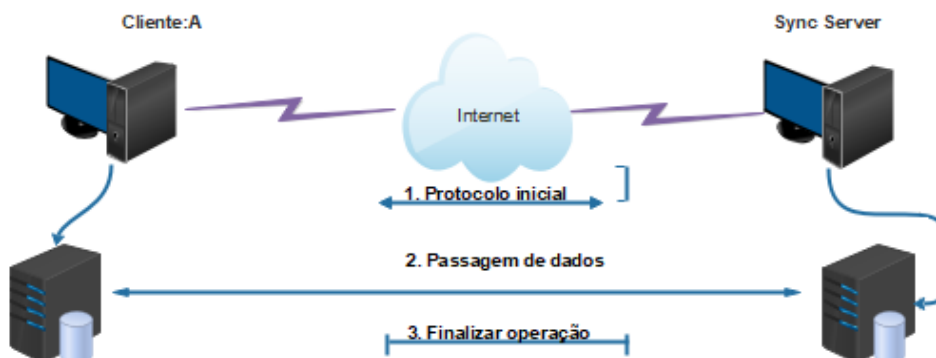 Cliente:A
Sync Server
Internet
1. Protocolo inicial
2. Passagem de dados
3. Finalizar operação